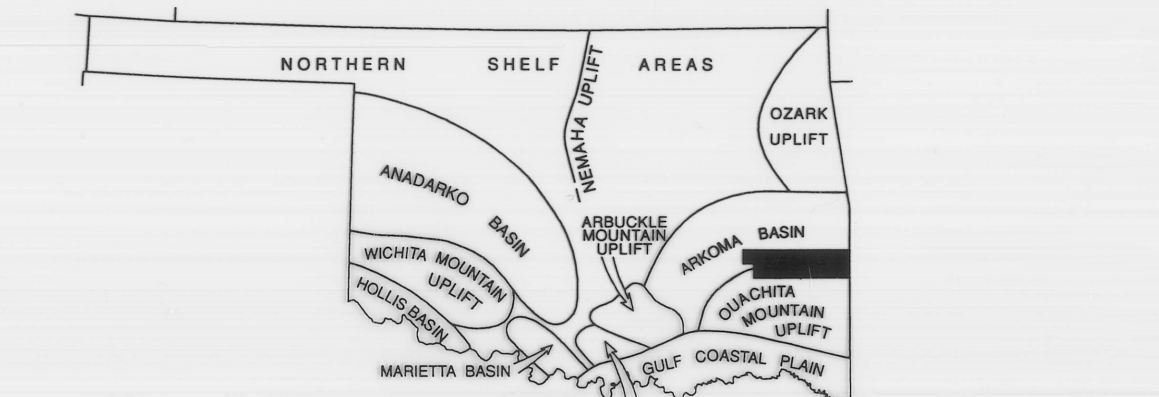 NORTHERN SHELF AREAS
NEMAHA UPLIFT
OZARK
UPLIFT
ANADARKO
BASIN
ARBUCKLE
MOUNTAIN
UPLIFT
ARKOMA BASIN
WICHITA MOUNTAIN
UPLIFT
HOLLIS BASIN
OUACHITA
MOUNTAIN
UPLIFT
MARIETTA BASIN
GULF COASTAL PLAIN